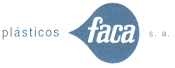 plásticos faca s. a.